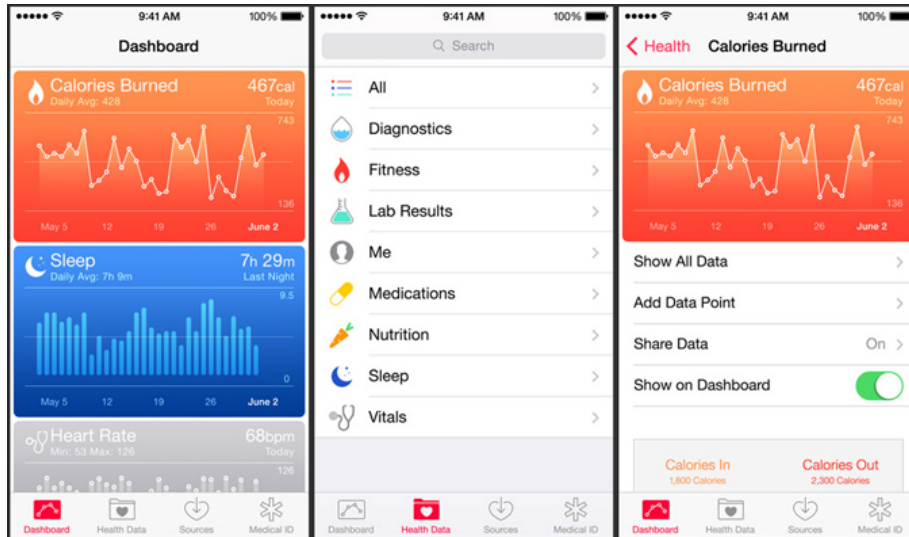 9:41 AM
100%
Dashboard
Calories Burned
467cal
Daily Avg: 428
Today
743
136
May 5
12
19
26
June 2
Sleep
7h 29m
Daily Avg: 7h 9m
Last Night
9.5
0
May 5
12
19
26
June 2
Heart Rate
68bpm
Min: 53 Max: 126
Today
126
Dashboard
Health Data
Sources
Medical ID
9:41 AM
100%
Search
All
Diagnostics
Fitness
Lab Results
Me
Medications
Nutrition
Sleep
Vitals
Dashboard
Health Data
Sources
Medical ID
9:41 AM
100%
Health
Calories Burned
Calories Burned
467cal
Daily Avg: 428
Today
743
136
May 5
12
19
26
June 2
Show All Data
Add Data Point
Share Data
On
Show on Dashboard
Calories In
Calories Out
1,800 Calories
2,300 Calories
Dashboard
Health Data
Sources
Medical ID